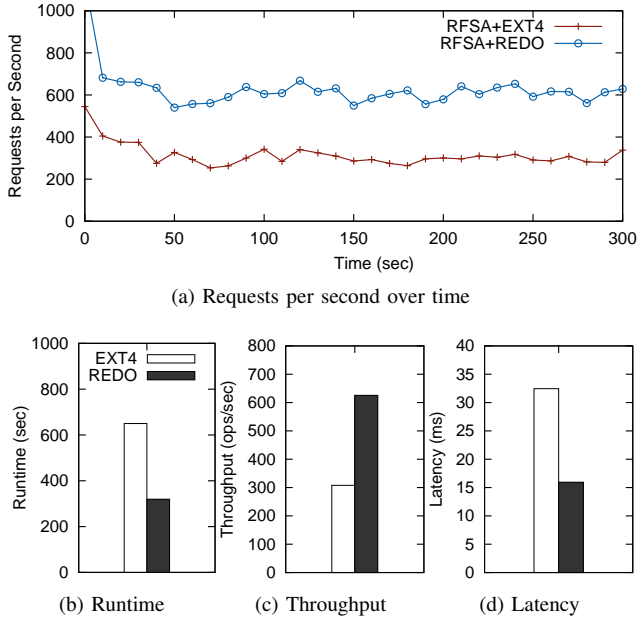 1000
800
600
400
200
0
Requests per Second
RFSA+EXT4
RFSA+REDO
0 50 100 150 200 250 300
Time (sec)
(a) Requests per second over time
1000
800
600
400
200
0
Runtime (sec)
EXT4
REDO
(b) Runtime
800
700
600
500
400
300
200
100
0
Throughput (ops/sec)
(c) Throughput
40
35
30
25
20
15
10
5
0
Latency (ms)
(d) Latency